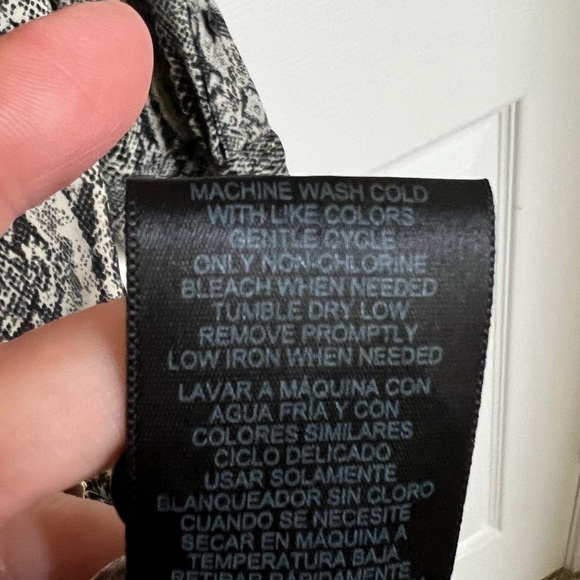 MACHINE WASH COLD
WITH LIKE COLORS
GENTLE CYCLE
ONLY NON-CHLORINE
BLEACH WHEN NEEDED
TUMBLE DRY LOW
REMOVE PROMPTLY
LOW IRON WHEN NEEDED
LAVAR A MÁQUINA CON
AGUA FRÍA Y CON
COLORES SIMILARES
CICLO DELICADO
USAR SOLAMENTE
BLANQUEADOR SIN CLORO
CUANDO SE NECESITE
SECAR EN MÁQUINA A
TEMPERATURA BAJA
RETIRAR RÁPIDAMENTE